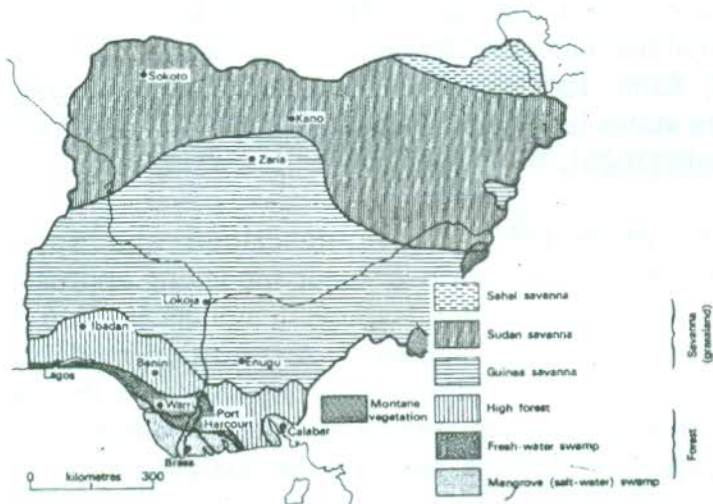 Sokoto
Kano
Zaria
Lokoja
Ibadan
Benin
Enugu
Lagos
Warri
Port
Harcourt
Calabar
Brass
0 kilometres 300
Montane
vegetation
Sahel savanna
Sudan savanna
Guinea savanna
High forest
Fresh-water swamp
Mangrove (salt-water) swamp
Savanna
(grassland)
Forest